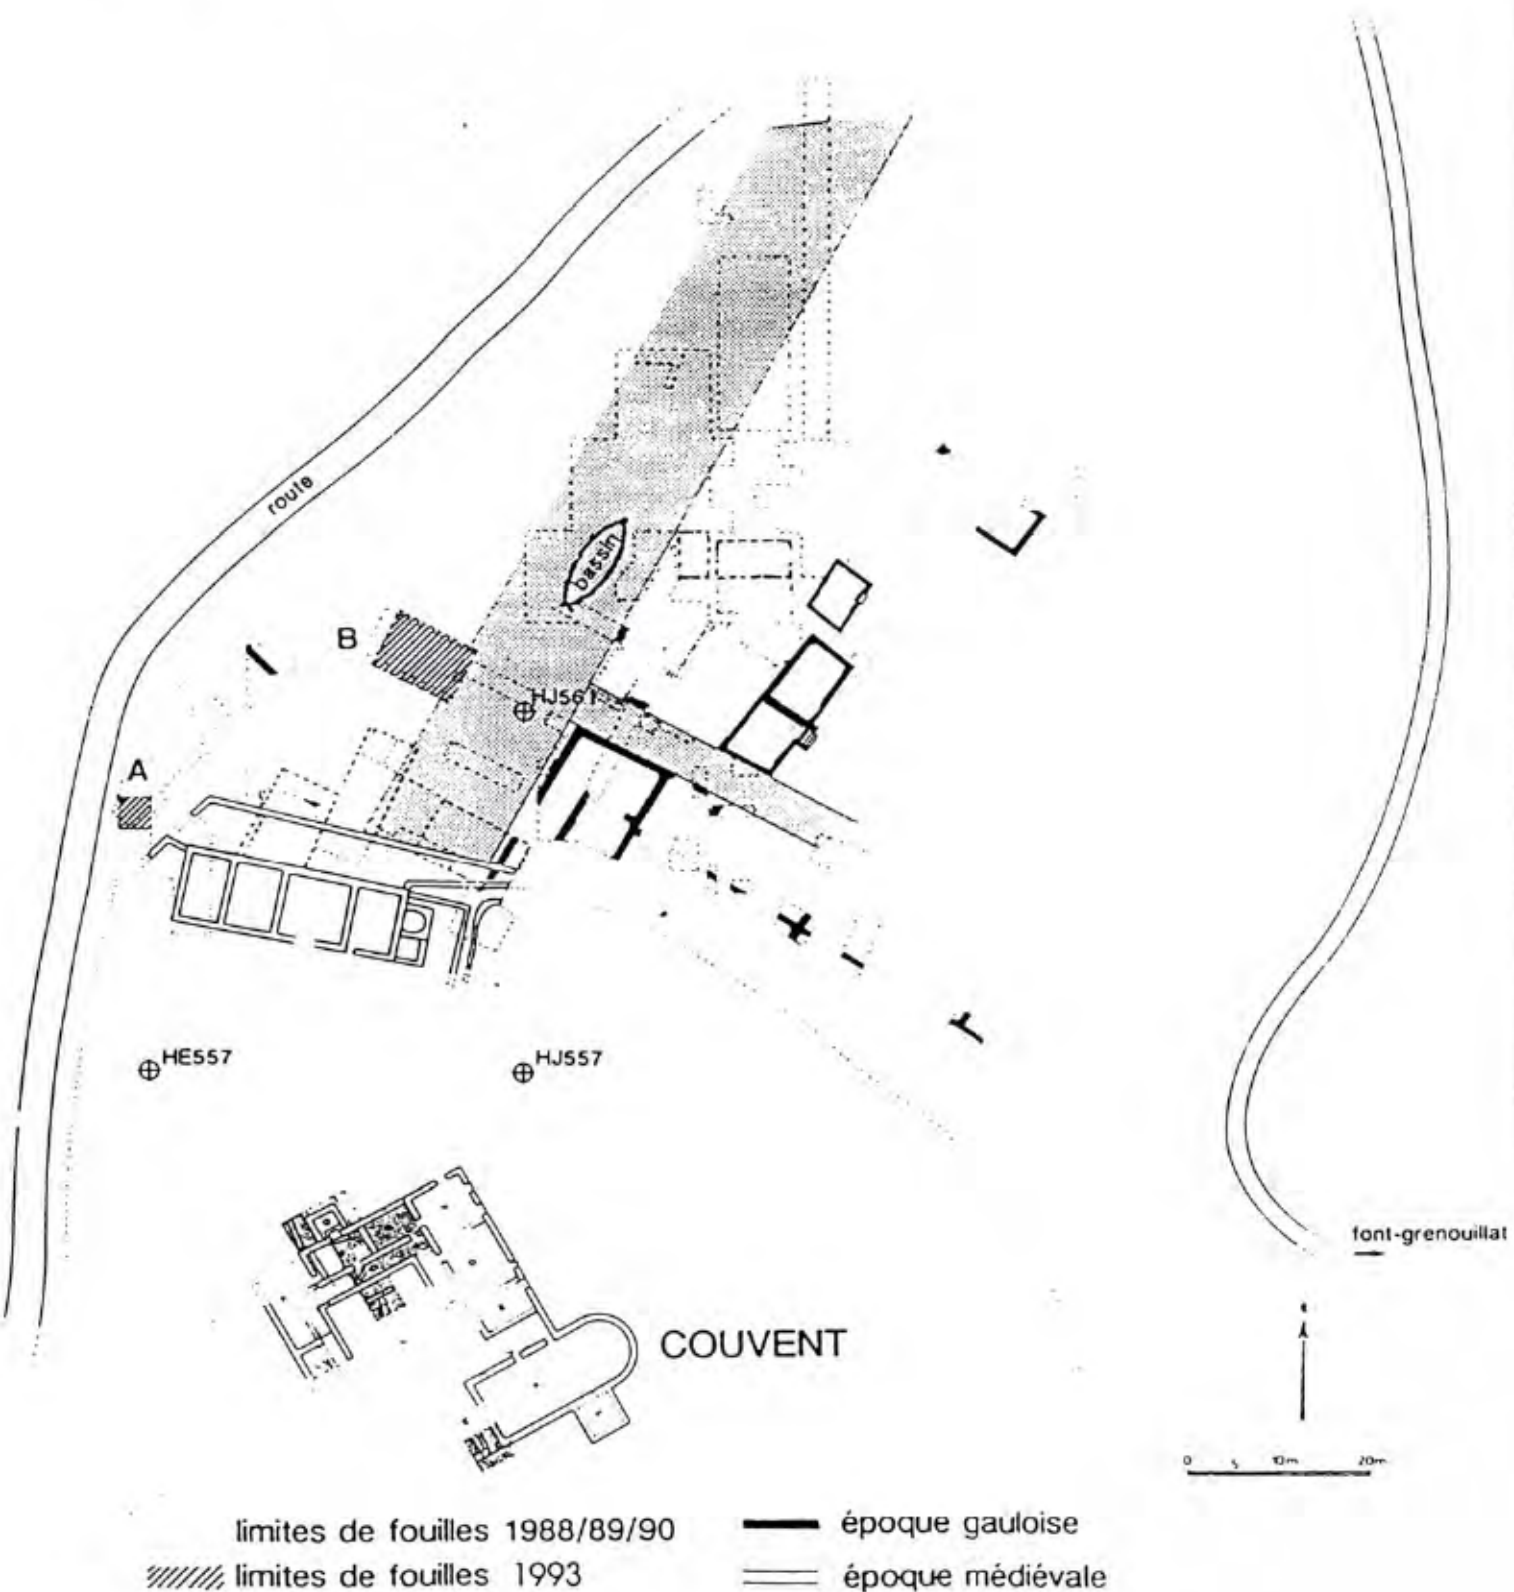 route
bassin
B
HJ561
A
HE557
HJ557
font-grenouillat
COUVENT
0 5 10m 20m
limites de fouilles 1988/89/90
époque gauloise
limites de fouilles 1993
époque médiévale